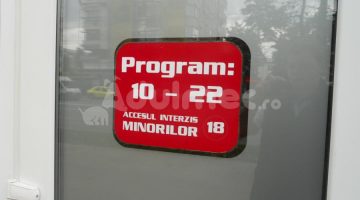 Program:
10 - 22
ACCESUL INTERZIS
MINORILOR 18